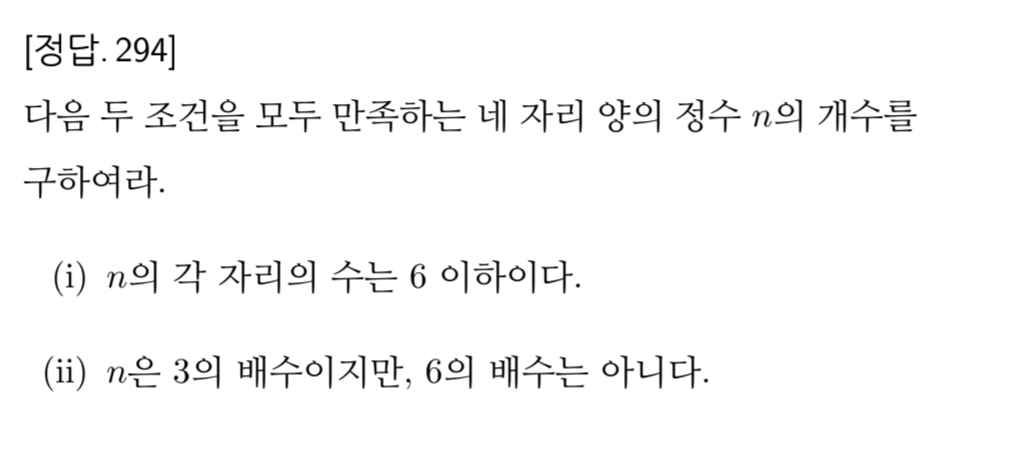 [정답. 294]
다음 두 조건을 모두 만족하는 네 자리 양의 정수 n의 개수를
구하여라.
(i) n의 각 자리의 수는 6 이하이다.
(ii) n은 3의 배수이지만, 6의 배수는 아니다.